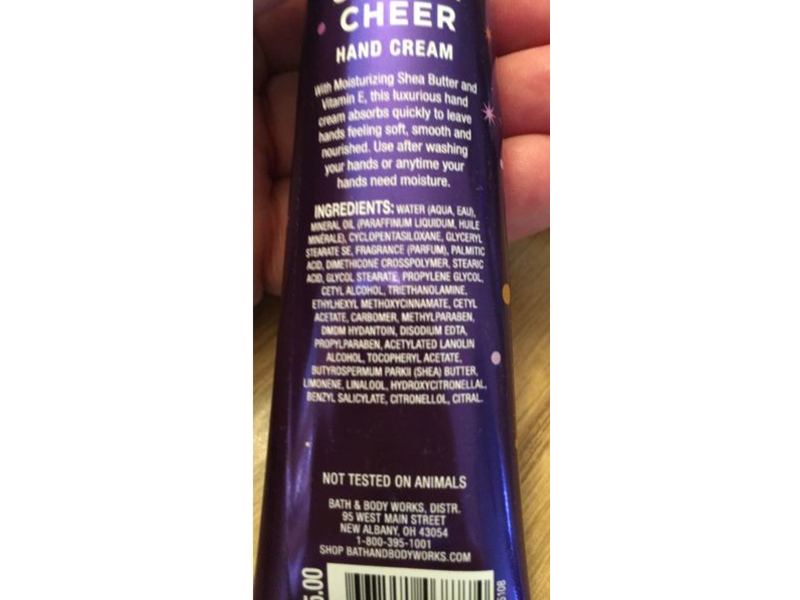 CHEER
HAND CREAM
With Moisturizing Shea Butter and
Vitamin E, this luxurious hand
cream absorbs quickly to leave
hands feeling soft, smooth and
nourished. Use after washing
your hands or anytime your
hands need moisture.
INGREDIENTS: WATER (AQUA, EAU),
MINERAL OIL (PARAFFINUM LIQUIDUM, HUILE
MINERALE), CYCLOPENTASILOXANE, GLYCERYL
STEARATE SE, FRAGRANCE (PARFUM), PALMITIC
ACID, DIMETHICONE CROSSPOLYMER, STEARIC
ACID, GLYCOL STEARATE, PROPYLENE GLYCOL,
CETYL ALCOHOL, TRIETHANOLAMINE,
ETHYLHEXYL METHOXYCINNAMATE, CETYL
ACETATE, CARBOMER, METHYLPARABEN,
DMDM HYDANTOIN, DISODIUM EDTA,
PROPYLPARABEN, ACETYLATED LANOLIN
ALCOHOL, TOCOPHERYL ACETATE,
BUTYROSPERMUM PARKII (SHEA) BUTTER,
LIMONENE, LINALOOL, HYDROXYCITRONELLAL,
BENZYL SALICYLATE, CITRONELLOL, CITRAL.
NOT TESTED ON ANIMALS
BATH & BODY WORKS, DISTR.
95 WEST MAIN STREET
NEW ALBANY, OH 43054
1-800-395-1001
SHOP BATHANDBODYWORKS.COM